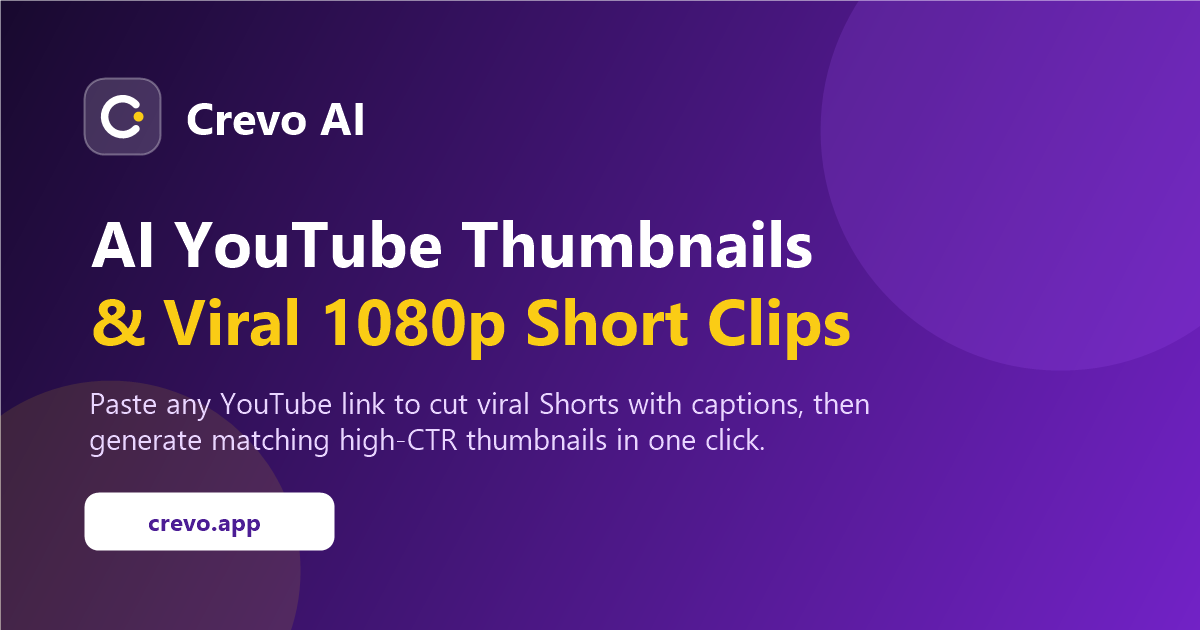 Crevo AI
AI YouTube Thumbnails
& Viral 1080p Short Clips
Paste any YouTube link to cut viral Shorts with captions, then
generate matching high-CTR thumbnails in one click.
crevo.app